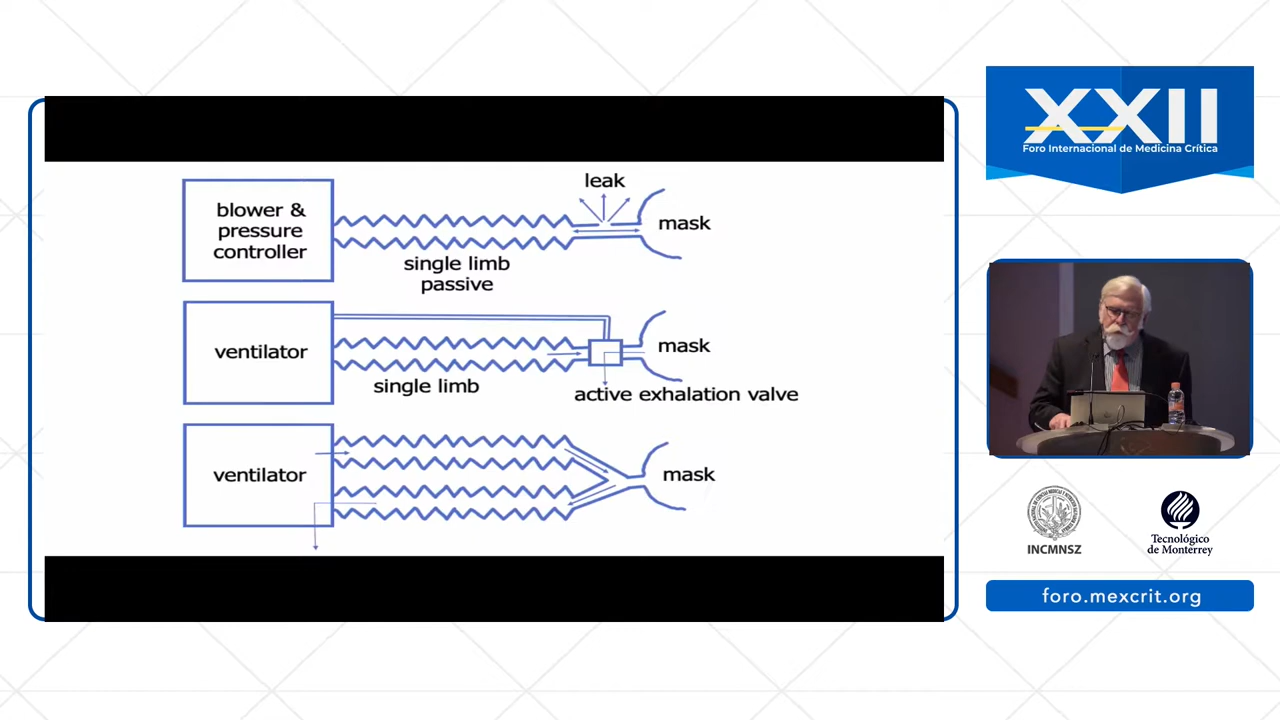 leak
blower &
pressure
controller
mask
single limb
passive
ventilator
mask
single limb
active exhalation valve
ventilator
mask
XXII
Foro Internacional de Medicina Crítica
INCMNSZ
Tecnológico
de Monterrey
foro.mexcrit.org